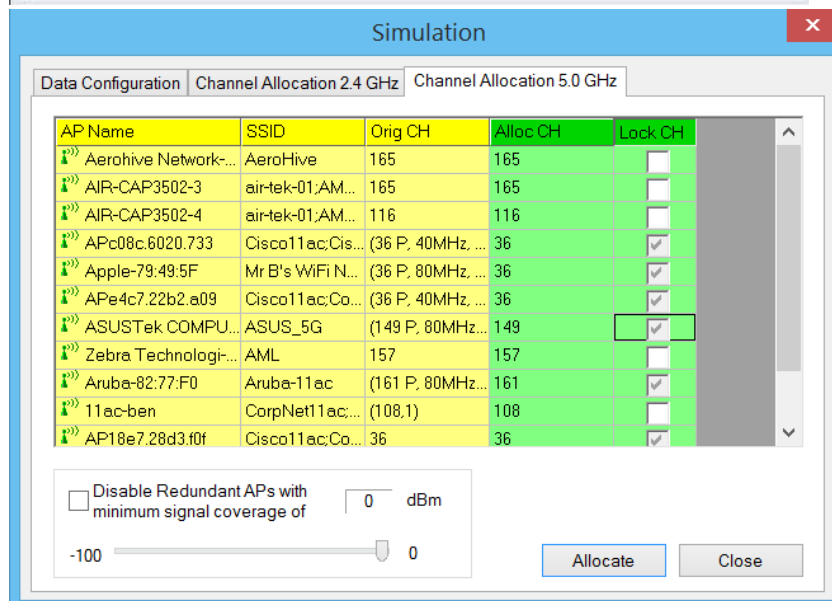 Simulation
Data Configuration Channel Allocation 2.4 GHz Channel Allocation 5.0 GHz
AP Name SSID Orig CH Alloc CH Lock CH
Aerohive Network-... AeroHive 165 165
AIR-CAP3502-3 air-tek-01;AM... 165 165
AIR-CAP3502-4 air-tek-01;AM... 116 116
APc08c.6020.733 Cisco11ac;Cis... (36 P, 40MHz, ... 36
Apple-79:49:5F Mr B's WiFi N... (36 P, 80MHz, ... 36
APe4c7.22b2.a09 Cisco11ac;Co... (36 P, 40MHz, ... 36
ASUSTek COMPU... ASUS_5G (149 P, 80MHz... 149
Zebra Technologi-... AML 157 157
Aruba-82:77:F0 Aruba-11ac (161 P, 80MHz... 161
11ac-ben CorpNet11ac;... (108,1) 108
AP18e7.28d3.f0f Cisco11ac;Co... 36 36
Disable Redundant APs with
minimum signal coverage of 0 dBm
-100 0
Allocate Close